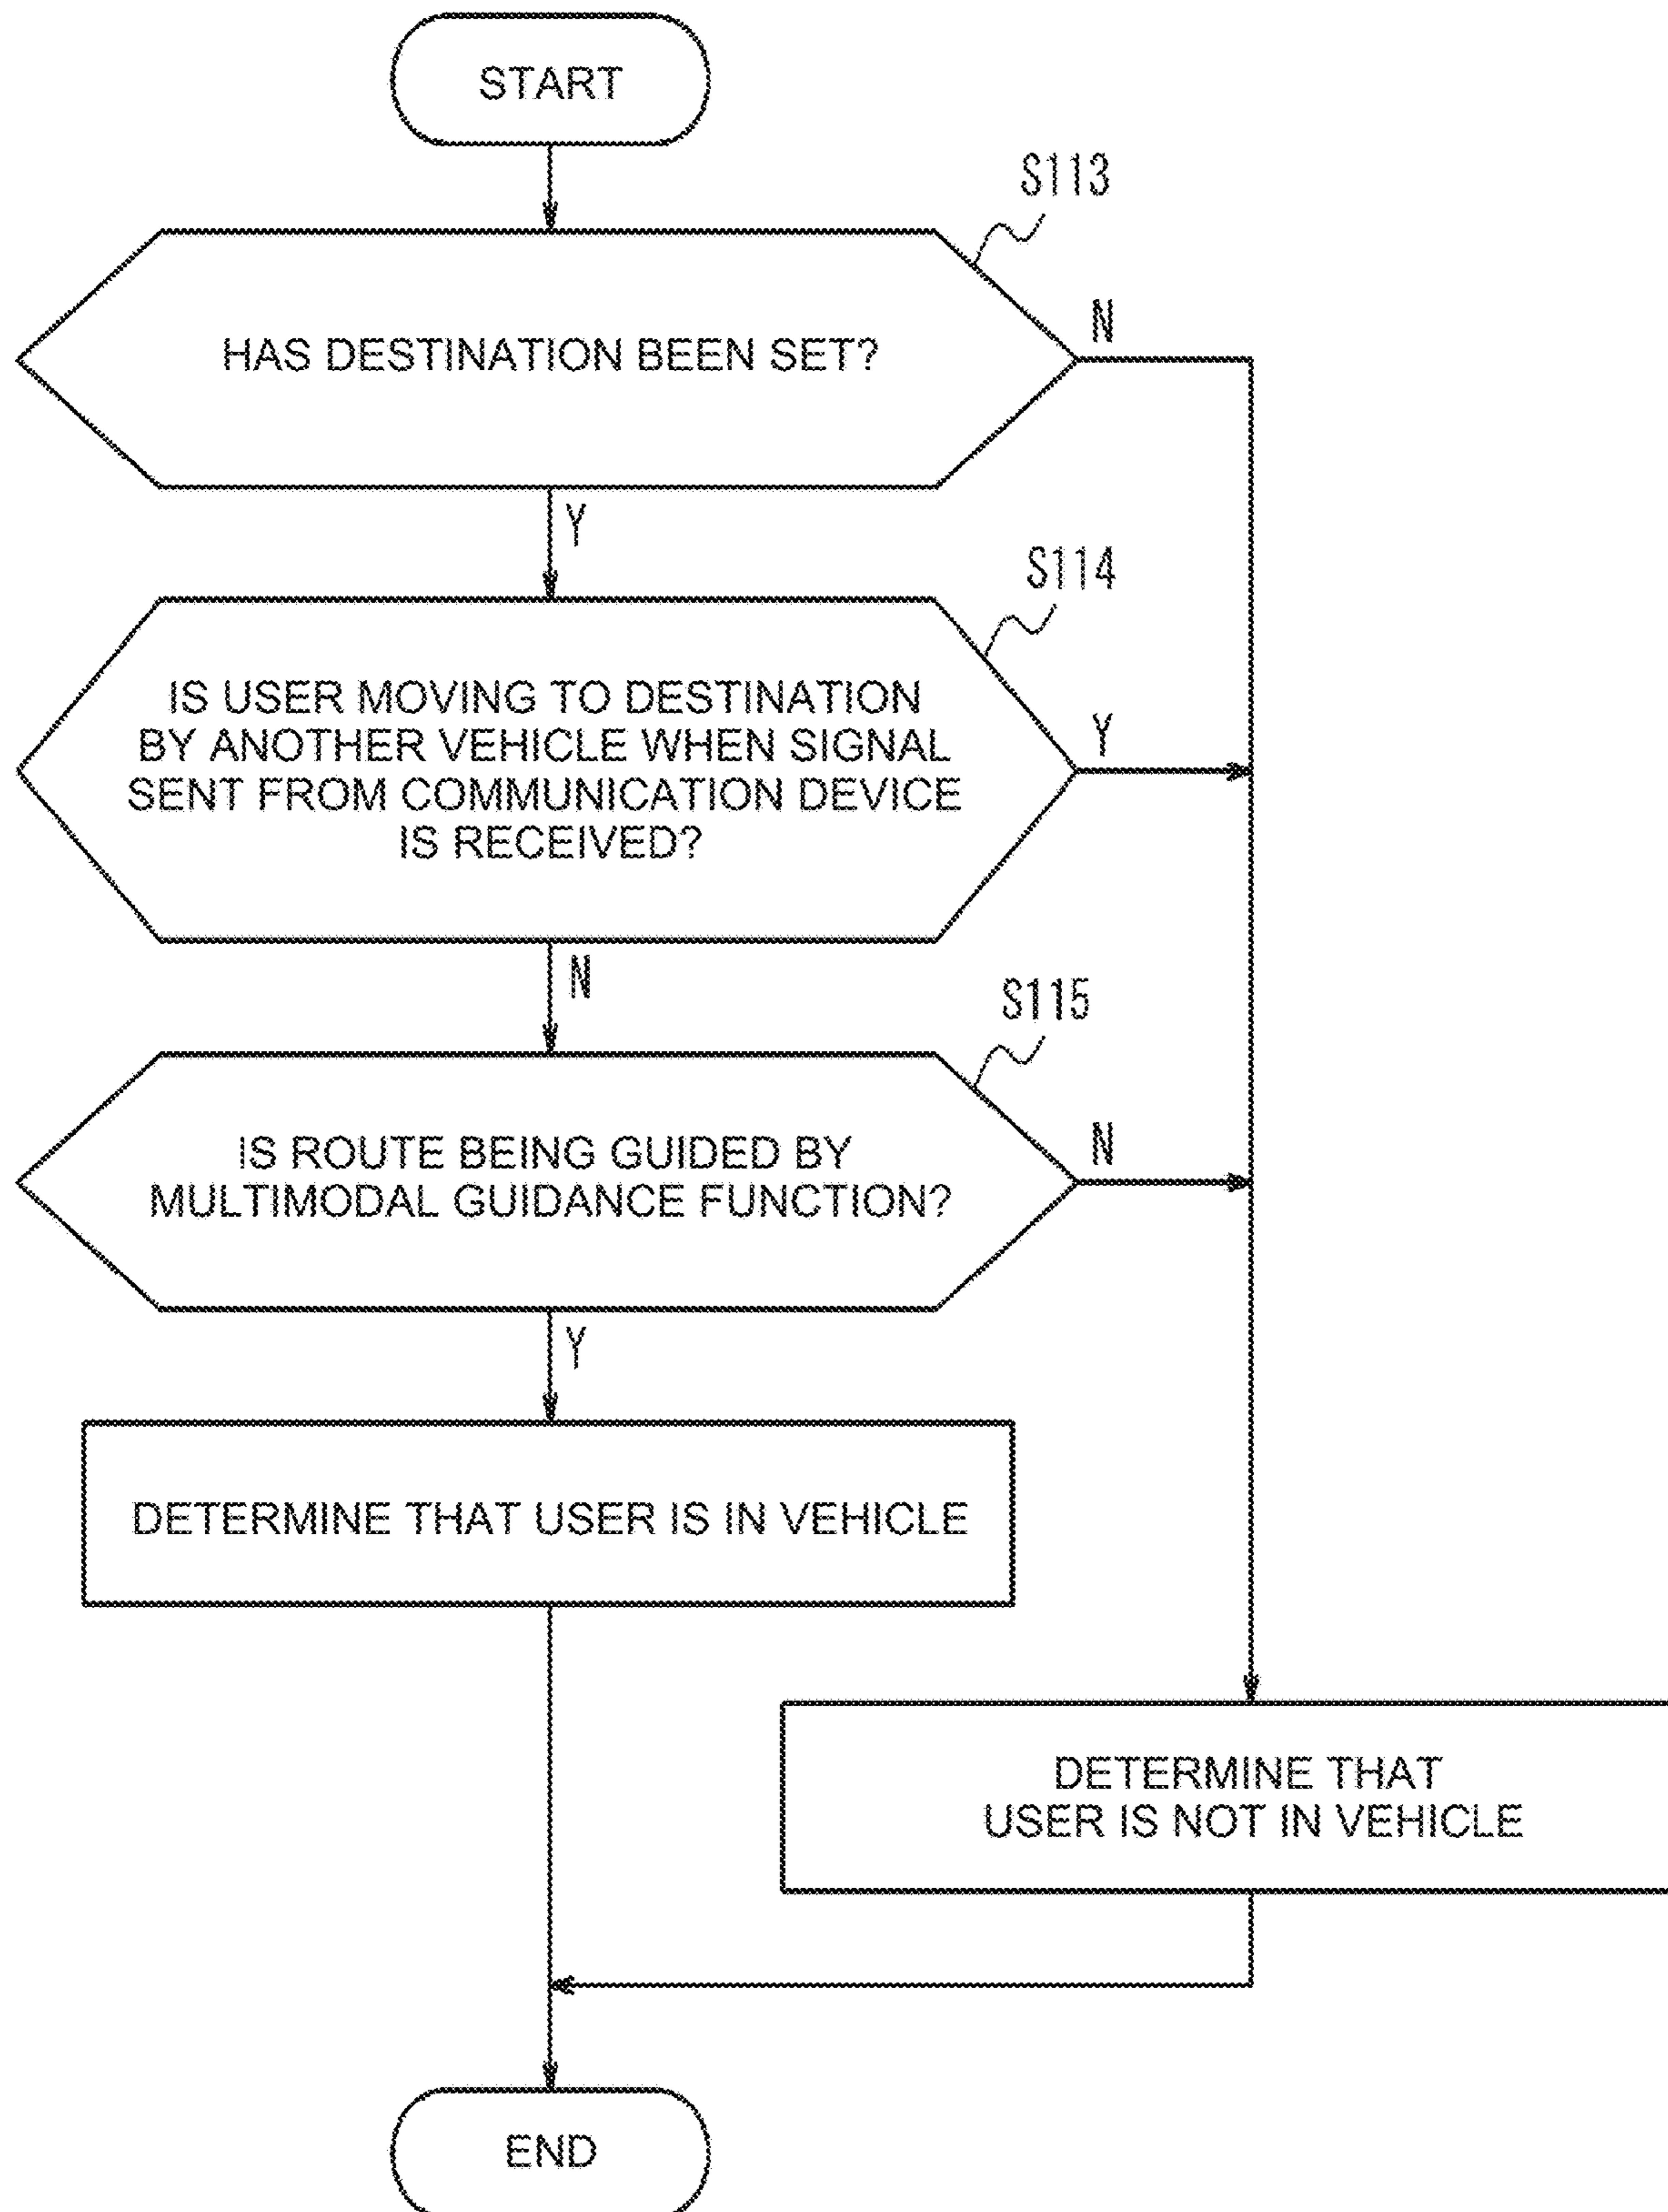 START
S113
HAS DESTINATION BEEN SET?
N
Y
S114
IS USER MOVING TO DESTINATION
BY ANOTHER VEHICLE WHEN SIGNAL
SENT FROM COMMUNICATION DEVICE
IS RECEIVED?
Y
N
S115
IS ROUTE BEING GUIDED BY
MULTIMODAL GUIDANCE FUNCTION?
N
Y
DETERMINE THAT USER IS IN VEHICLE
DETERMINE THAT
USER IS NOT IN VEHICLE
END